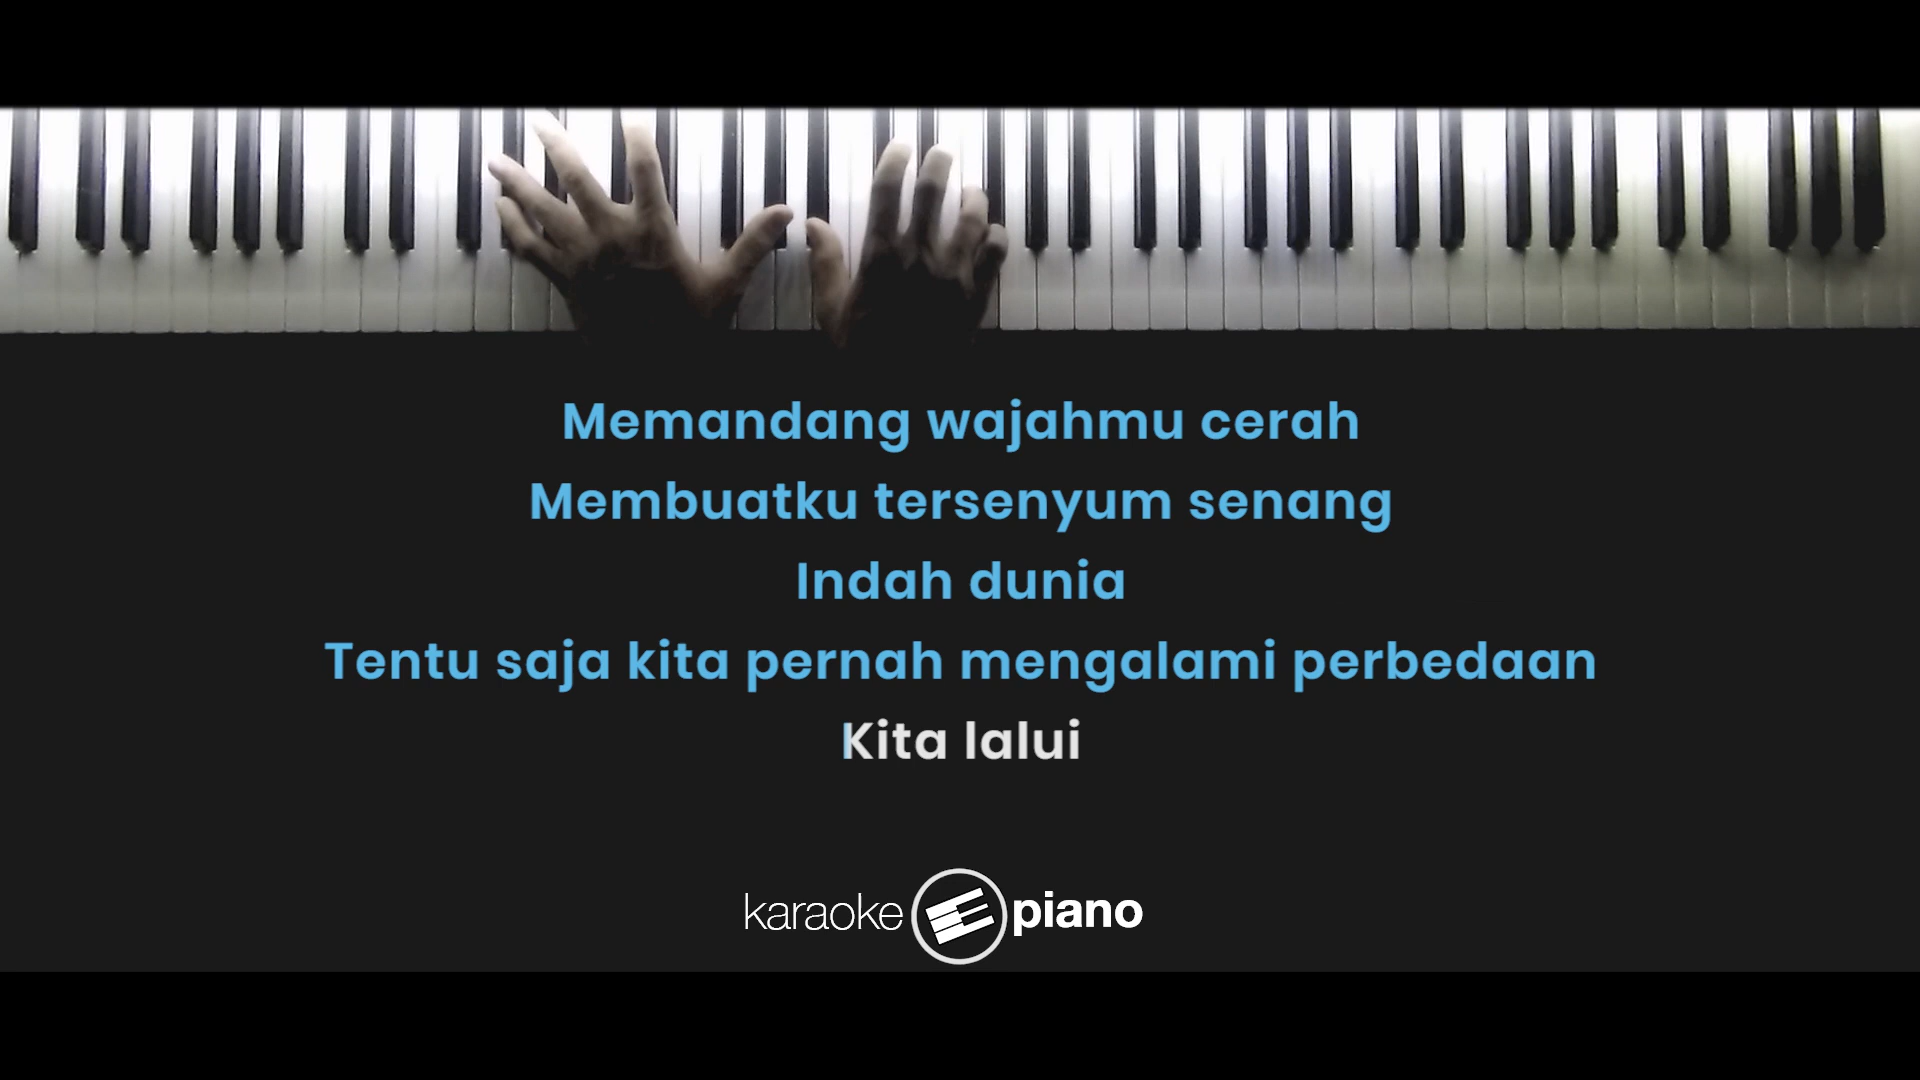 Memandang wajahmu cerah
Membuatku tersenyum senang
Indah dunia
Tentu saja kita pernah mengalami perbedaan
Kita lalui
karaoke piano